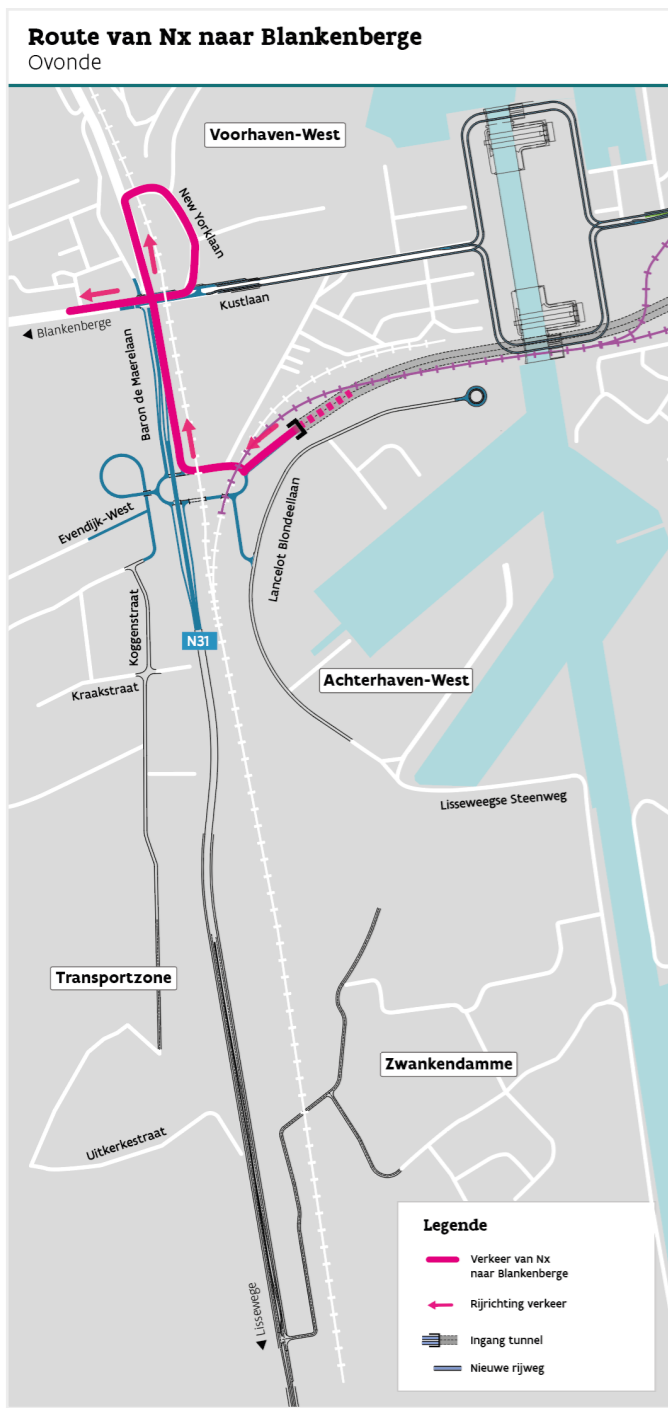 Route van Nx naar Blankenberge
Ovonde
Voorhaven-West
New Yorklaan
Kustlaan
◀ Blankenberge
Baron de Maerelaan
Evendijk-West
Lancelot Blondeellaan
N31
Koggenstraat
Kraakstraat
Achterhaven-West
Lisseweegse Steenweg
Transportzone
Zwankendamme
Uitkerkestraat
◀ Lissewege
Legende
Verkeer van Nx
naar Blankenberge
Rijrichting verkeer
Ingang tunnel
Nieuwe rijweg